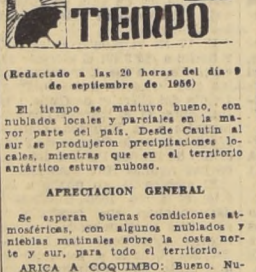 TIEMPO
(Redactado a las 20 horas del día 9
de septiembre de 1956)
El tiempo se mantuvo bueno, con
nublados locales y parciales en la ma-
yor parte del país. Desde Cautín al
sur se produjeron precipitaciones lo-
cales, mientras que en el territorio
antártico estuvo nuboso.
APRECIACION GENERAL
Se esperan buenas condiciones at-
mosféricas, con algunos nublados y
nieblas matinales sobre la costa nor-
te y sur, para todo el territorio.
ARICA A COQUIMBO: Bueno. Nu-